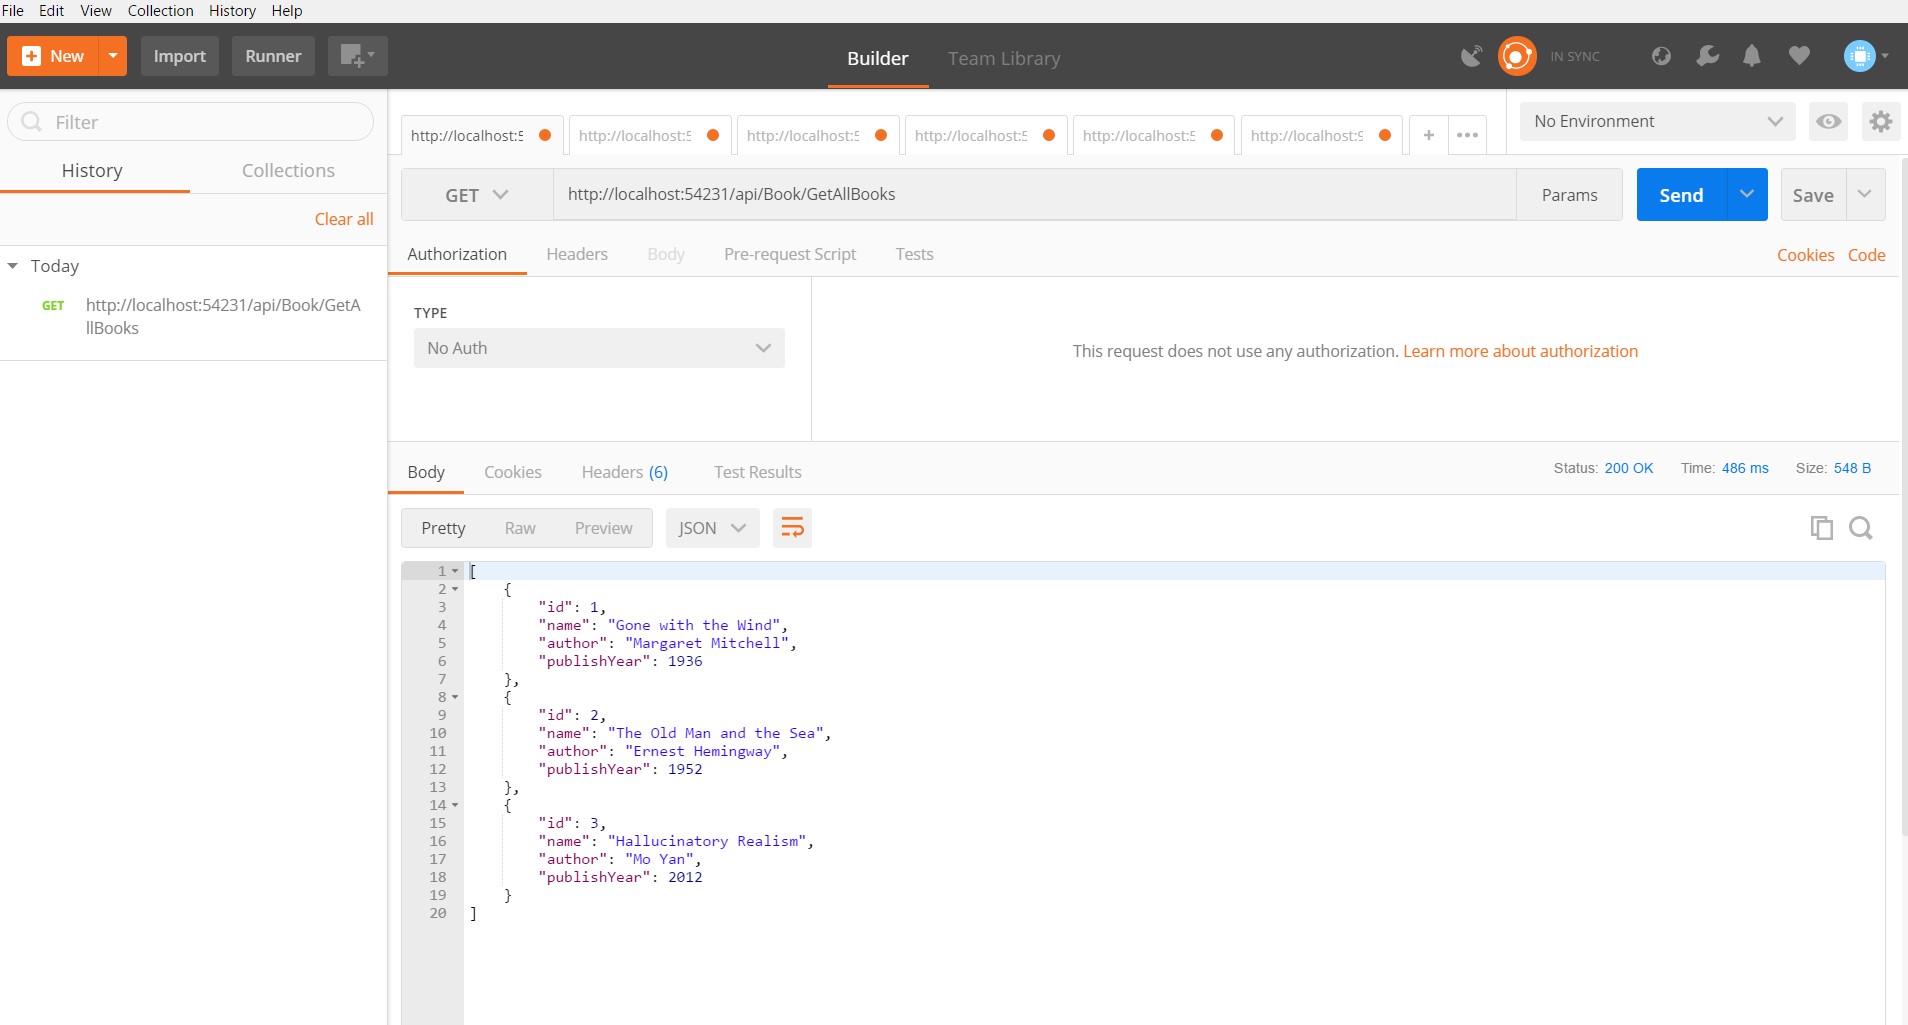 File Edit View Collection History Help
New Import Runner Builder Team Library IN SYNC
Filter
History Collections
Clear all
Today
GET http://localhost:54231/api/Book/GetA
llBooks
http://localhost:5 http://localhost:5 http://localhost:5 http://localhost:5 http://localhost:5 http://localhost:9 + No Environment
GET http://localhost:54231/api/Book/GetAllBooks Params Send Save
Authorization Headers Body Pre-request Script Tests Cookies Code
TYPE
No Auth
This request does not use any authorization. Learn more about authorization
Body Cookies Headers (6) Test Results Status: 200 OK Time: 486 ms Size: 548 B
Pretty Raw Preview JSON
1 [
2 {
3 "id": 1,
4 "name": "Gone with the Wind",
5 "author": "Margaret Mitchell",
6 "publishYear": 1936
7 },
8 {
9 "id": 2,
10 "name": "The Old Man and the Sea",
11 "author": "Ernest Hemingway",
12 "publishYear": 1952
13 },
14 {
15 "id": 3,
16 "name": "Hallucinatory Realism",
17 "author": "Mo Yan",
18 "publishYear": 2012
19 }
20 ]